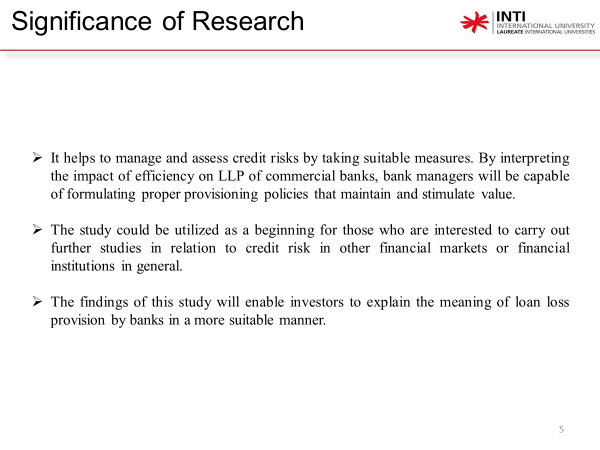 Significance of Research
INTI
INTERNATIONAL UNIVERSITY
LAUREATE INTERNATIONAL UNIVERSITIES
It helps to manage and assess credit risks by taking suitable measures. By interpreting
the impact of efficiency on LLP of commercial banks, bank managers will be capable
of formulating proper provisioning policies that maintain and stimulate value.
The study could be utilized as a beginning for those who are interested to carry out
further studies in relation to credit risk in other financial markets or financial
institutions in general.
The findings of this study will enable investors to explain the meaning of loan loss
provision by banks in a more suitable manner.
5